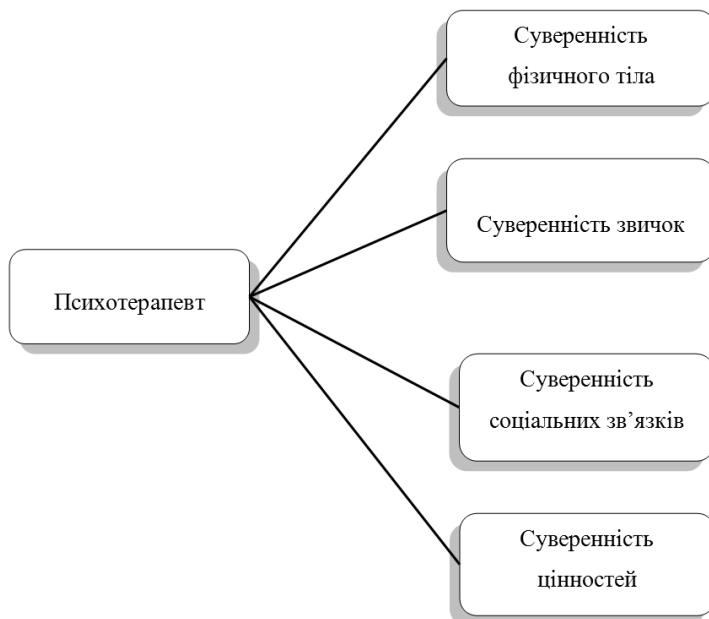 Суверенність
фізичного тіла
Суверенність звичок
Психотерапевт
Суверенність
соціальних зв’язків
Суверенність
цінностей